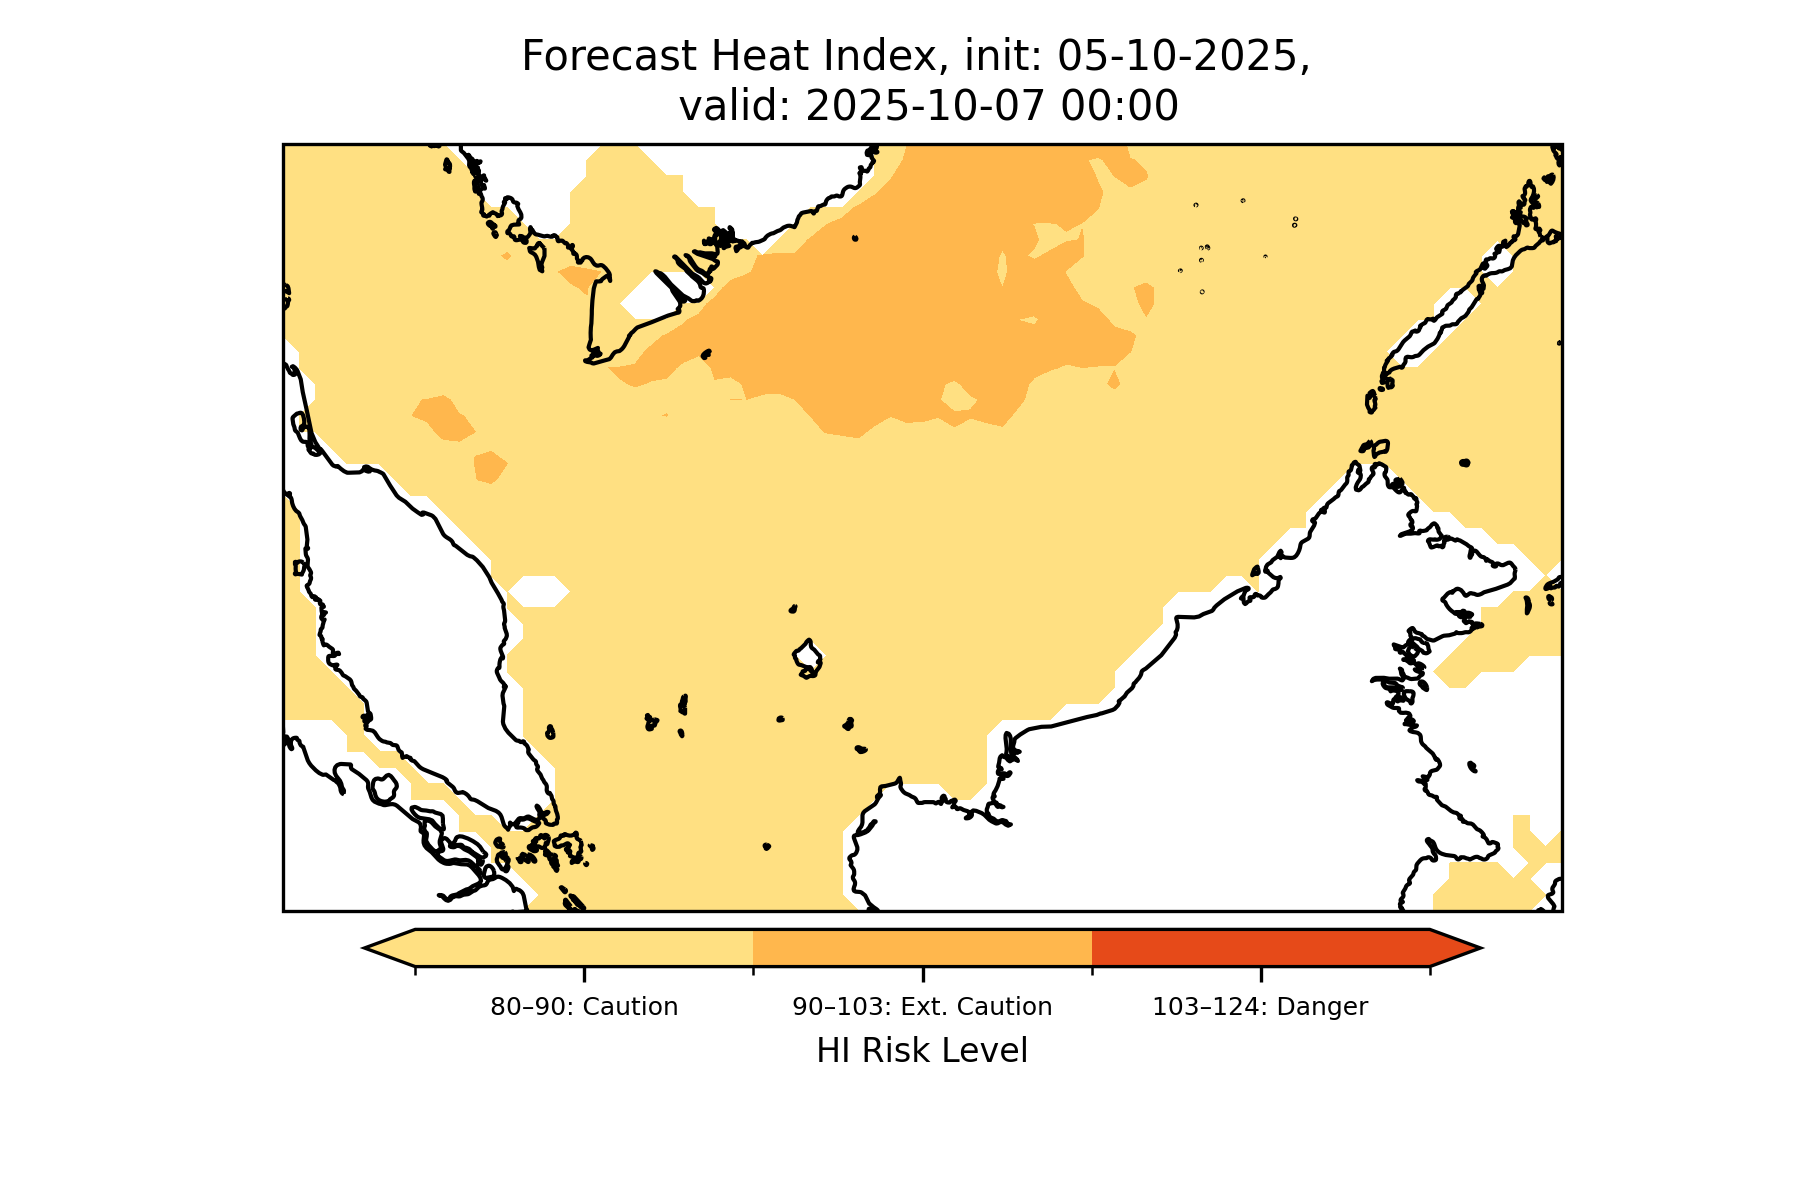 Forecast Heat Index, init: 05-10-2025,
valid: 2025-10-07 00:00
80–90: Caution
90–103: Ext. Caution
103–124: Danger
HI Risk Level